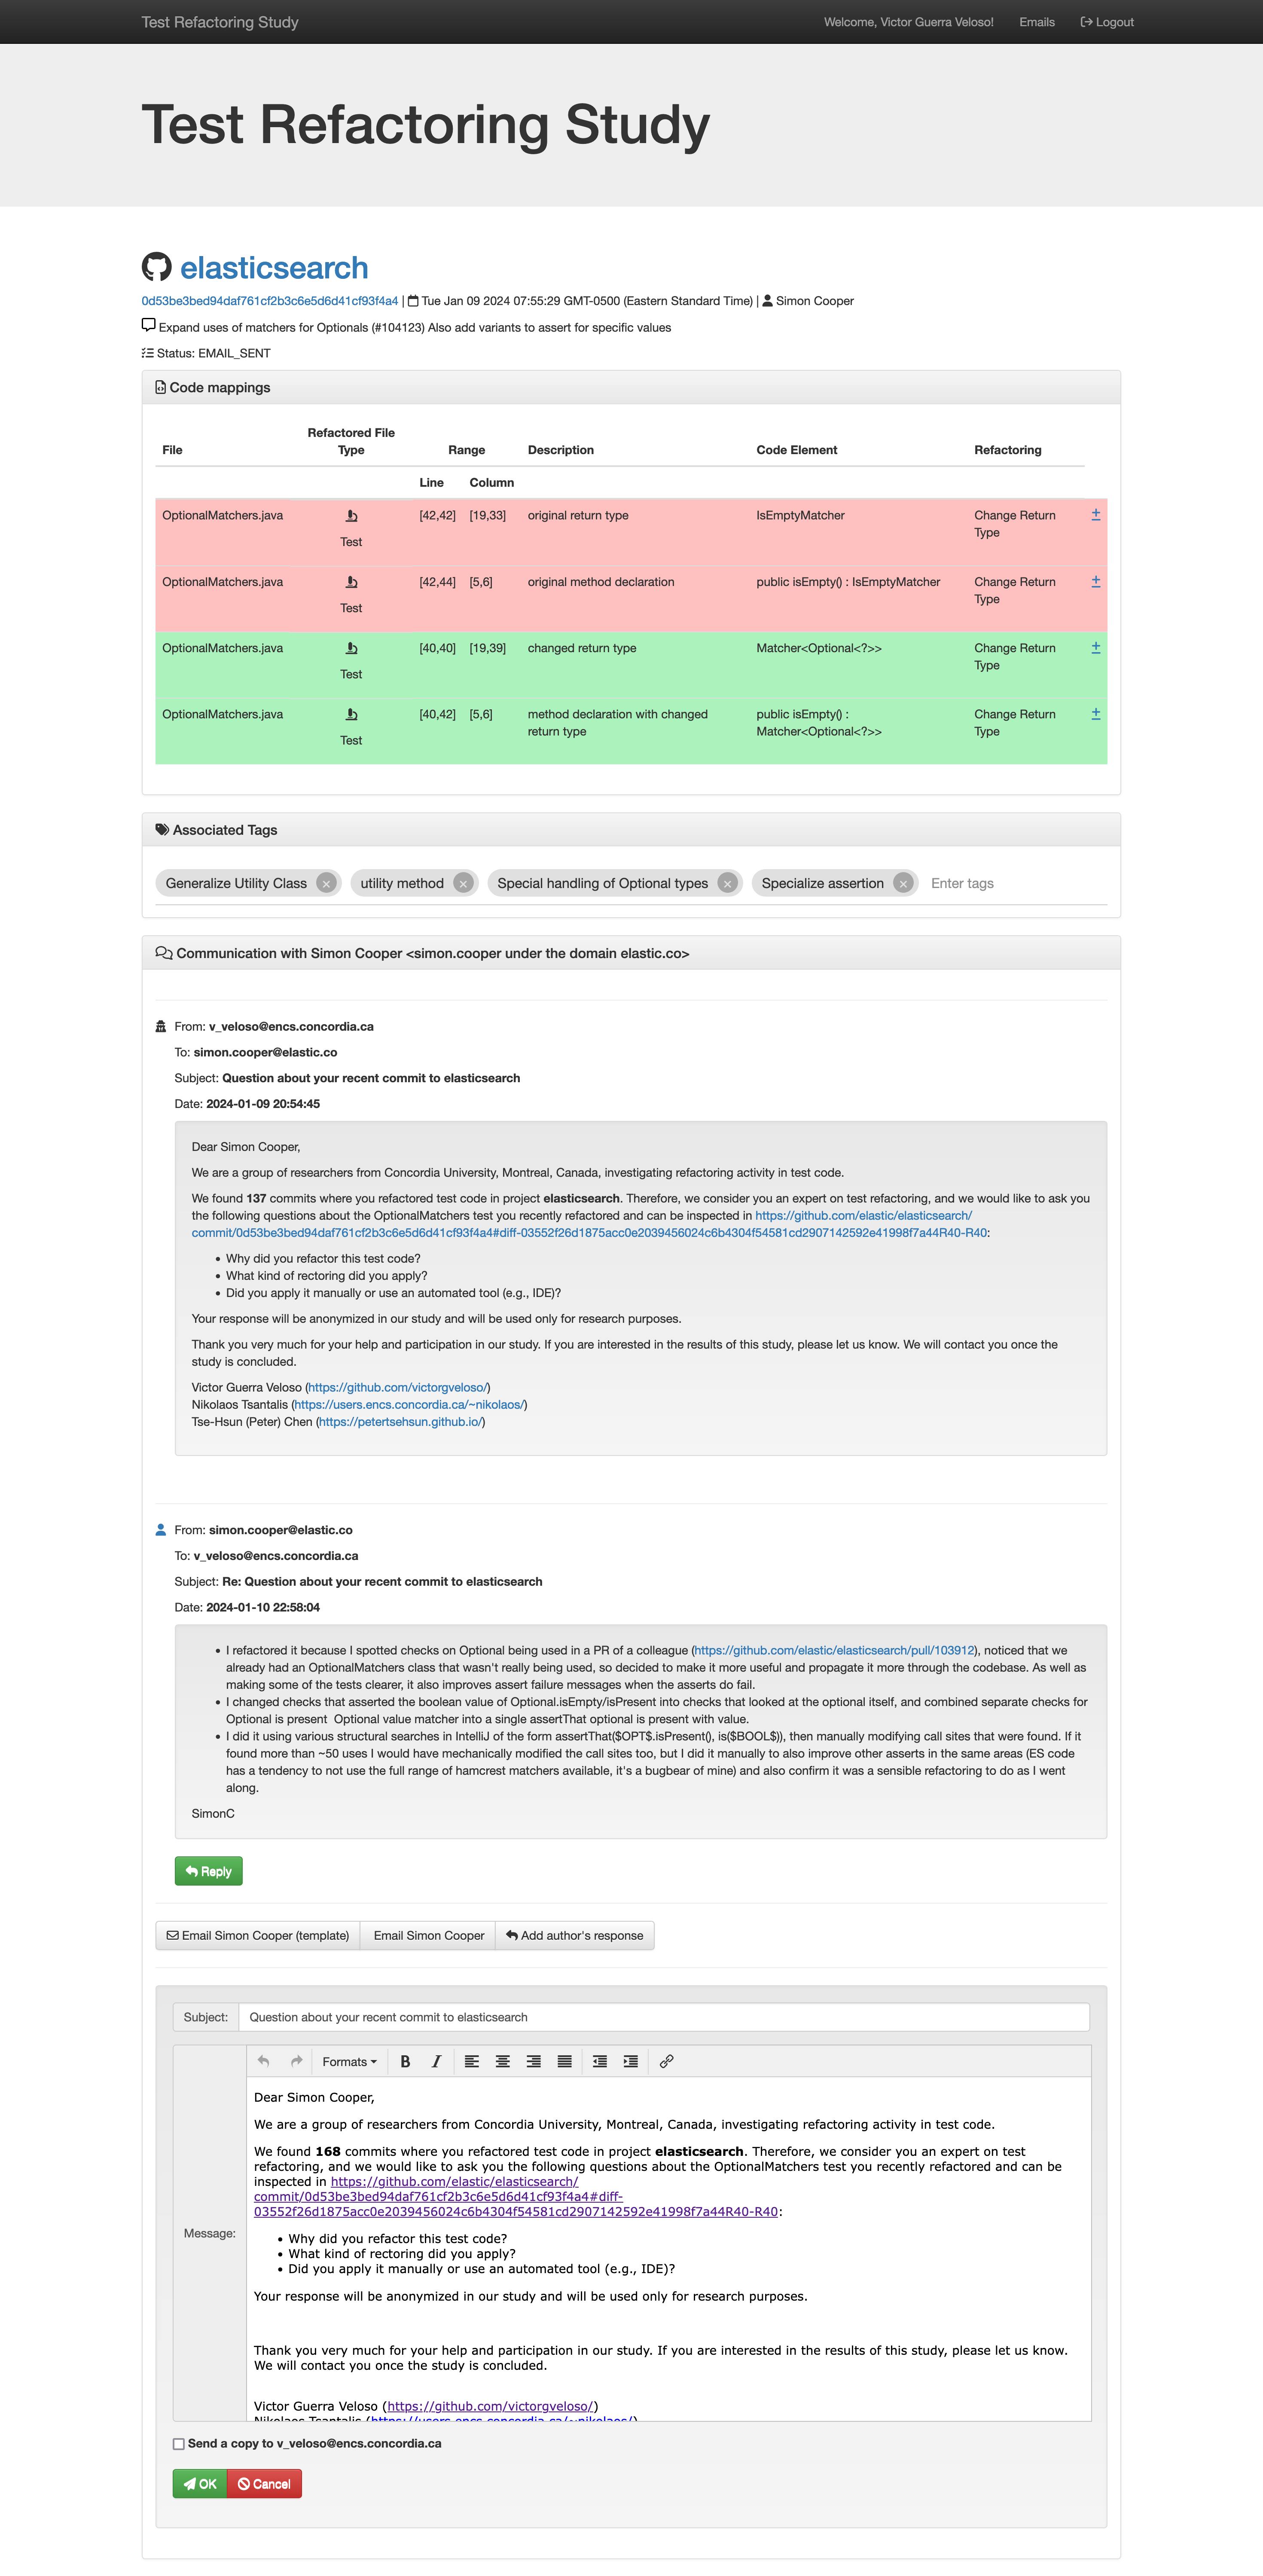 Test Refactoring Study
Welcome, Victor Guerra Veloso!
Emails
Logout
Test Refactoring Study
elasticsearch
0d53be3bed94daf761cf2b3c6e5d6d41cf93f4a4 | Tue Jan 09 2024 07:55:29 GMT-0500 (Eastern Standard Time) | Simon Cooper
Expand uses of matchers for Optionals (#104123) Also add variants to assert for specific values
Status: EMAIL_SENT
Code mappings
File
Refactored File Type
Range
Description
Code Element
Refactoring
Line Column
OptionalMatchers.java Test [42,42] [19,33] original return type IsEmptyMatcher Change Return Type ±
OptionalMatchers.java Test [42,44] [5,6] original method declaration public isEmpty() : IsEmptyMatcher Change Return Type ±
OptionalMatchers.java Test [40,40] [19,39] changed return type Matcher<Optional<?>> Change Return Type ±
OptionalMatchers.java Test [40,42] [5,6] method declaration with changed return type public isEmpty() : Matcher<Optional<?>> Change Return Type ±
Associated Tags
Generalize Utility Class × utility method × Special handling of Optional types × Specialize assertion × Enter tags
Communication with Simon Cooper <simon.cooper under the domain elastic.co>
From: v_veloso@encs.concordia.ca
To: simon.cooper@elastic.co
Subject: Question about your recent commit to elasticsearch
Date: 2024-01-09 20:54:45
Dear Simon Cooper,
We are a group of researchers from Concordia University, Montreal, Canada, investigating refactoring activity in test code.
We found 137 commits where you refactored test code in project elasticsearch. Therefore, we consider you an expert on test refactoring, and we would like to ask you
the following questions about the OptionalMatchers test you recently refactored and can be inspected in https://github.com/elastic/elasticsearch/
commit/0d53be3bed94daf761cf2b3c6e5d6d41cf93f4a4#diff-03552f26d1875acc0e2039456024c6b4304f54581cd2907142592e41998f7a44R40-R40:
• Why did you refactor this test code?
• What kind of rectoring did you apply?
• Did you apply it manually or use an automated tool (e.g., IDE)?
Your response will be anonymized in our study and will be used only for research purposes.
Thank you very much for your help and participation in our study. If you are interested in the results of this study, please let us know. We will contact you once the
study is concluded.
Victor Guerra Veloso (https://github.com/victorgveloso/)
Nikolaos Tsantalis (https://users.encs.concordia.ca/~nikolaos/)
Tse-Hsun (Peter) Chen (https://petertsehsun.github.io/)
From: simon.cooper@elastic.co
To: v_veloso@encs.concordia.ca
Subject: Re: Question about your recent commit to elasticsearch
Date: 2024-01-10 22:58:04
• I refactored it because I spotted checks on Optional being used in a PR of a colleague (https://github.com/elastic/elasticsearch/pull/103912), noticed that we
already had an OptionalMatchers class that wasn't really being used, so decided to make it more useful and propagate it more through the codebase. As well as
making some of the tests clearer, it also improves assert failure messages when the asserts do fail.
• I changed checks that asserted the boolean value of Optional.isEmpty/isPresent into checks that looked at the optional itself, and combined separate checks for
Optional is present  Optional value matcher into a single assertThat optional is present with value.
• I did it using various structural searches in IntelliJ of the form assertThat($OPT$.isPresent(), is($BOOL$)), then manually modifying call sites that were found. If it
found more than ~50 uses I would have mechanically modified the call sites too, but I did it manually to also improve other asserts in the same areas (ES code
has a tendency to not use the full range of hamcrest matchers available, it's a bugbear of mine) and also confirm it was a sensible refactoring to do as I went
along.
SimonC
Reply
Email Simon Cooper (template)
Email Simon Cooper
Add author's response
Subject: Question about your recent commit to elasticsearch
Formats B I
Message:
Dear Simon Cooper,
We are a group of researchers from Concordia University, Montreal, Canada, investigating refactoring activity in test code.
We found 168 commits where you refactored test code in project elasticsearch. Therefore, we consider you an expert on test
refactoring, and we would like to ask you the following questions about the OptionalMatchers test you recently refactored and can be
inspected in https://github.com/elastic/elasticsearch/
commit/0d53be3bed94daf761cf2b3c6e5d6d41cf93f4a4#diff-
03552f26d1875acc0e2039456024c6b4304f54581cd2907142592e41998f7a44R40-R40:
• Why did you refactor this test code?
• What kind of rectoring did you apply?
• Did you apply it manually or use an automated tool (e.g., IDE)?
Your response will be anonymized in our study and will be used only for research purposes.
Thank you very much for your help and participation in our study. If you are interested in the results of this study, please let us know.
We will contact you once the study is concluded.
Victor Guerra Veloso (https://github.com/victorgveloso/)
Nikolaos Tsantalis (https://users.encs.concordia.ca/~nikolaos/)
Send a copy to v_veloso@encs.concordia.ca
OK
Cancel